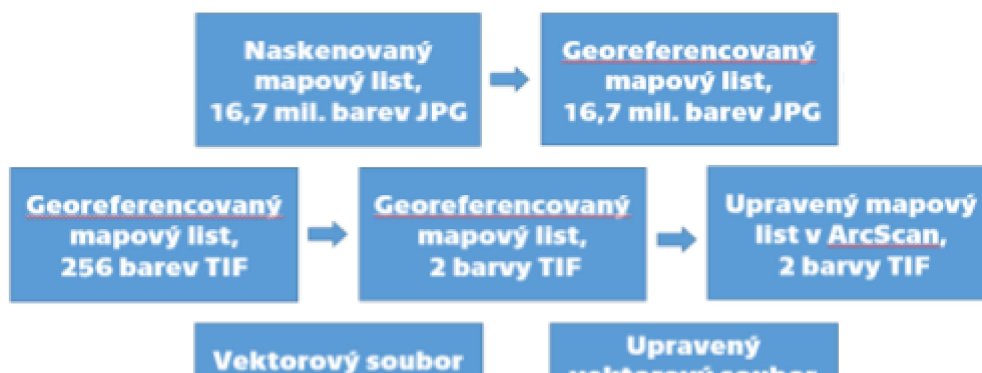 Naskenovaný
mapový list,
16,7 mil. barev JPG
Georeferencovaný
mapový list,
16,7 mil. barev JPG
Georeferencovaný
mapový list,
256 barev TIF
Georeferencovaný
mapový list,
2 barvy TIF
Upravený mapový
list v ArcScan,
2 barvy TIF
Vektorový soubor
Upravený
vektorový soubor